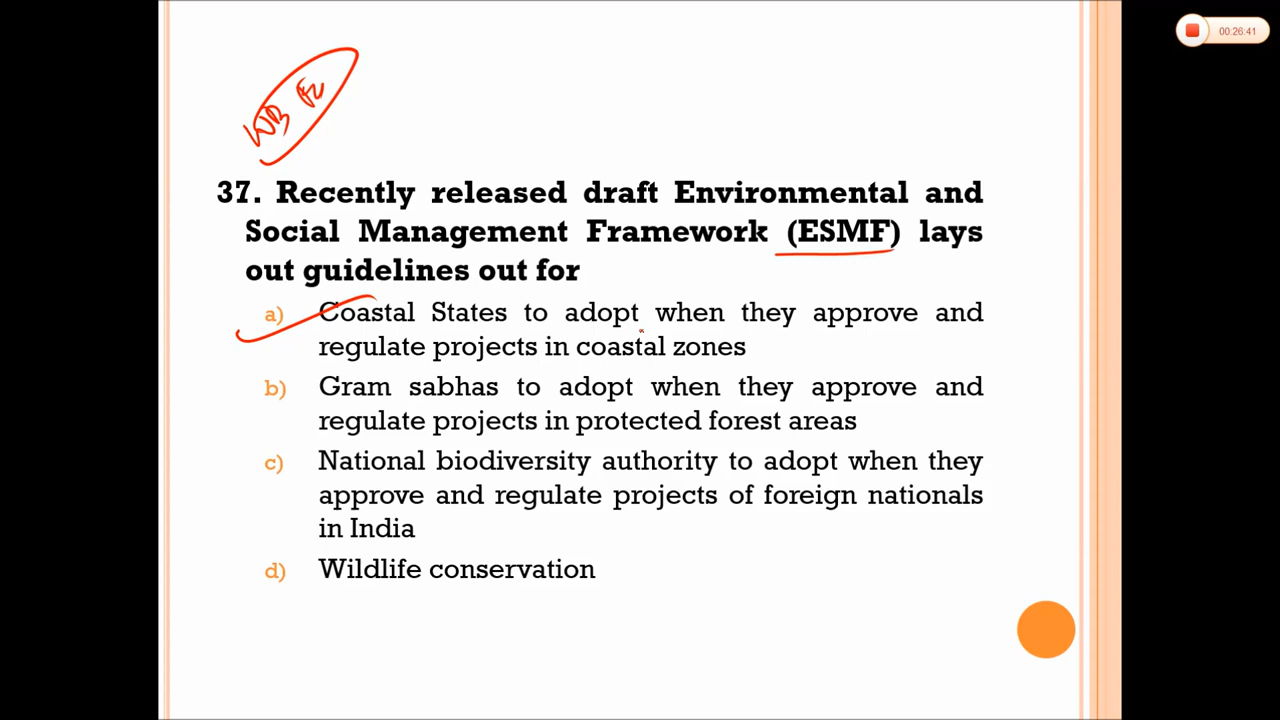 00:26:41
WB
37. Recently released draft Environmental and
Social Management Framework (ESMF) lays
out guidelines out for
a) Coastal States to adopt when they approve and
regulate projects in coastal zones
b) Gram sabhas to adopt when they approve and
regulate projects in protected forest areas
c) National biodiversity authority to adopt when they
approve and regulate projects of foreign nationals
in India
d) Wildlife conservation